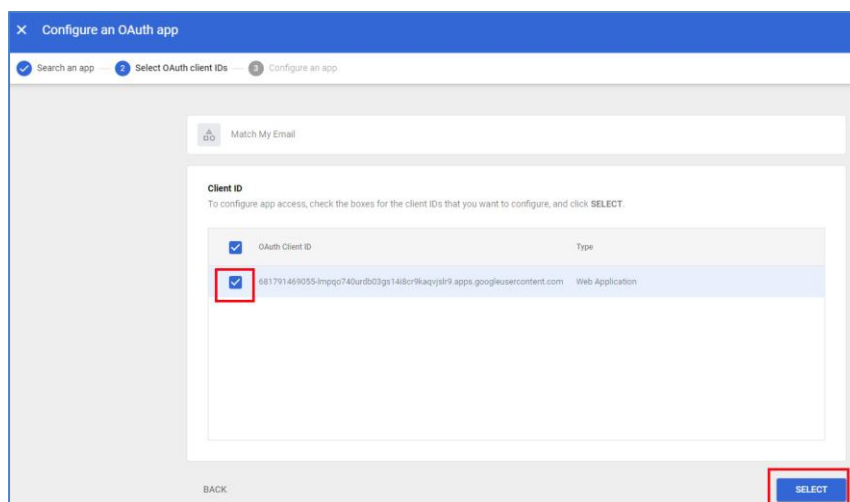 Configure an OAuth app
Search an app 2 Select OAuth client IDs 3 Configure an app
Match My Email
Client ID
To configure app access, check the boxes for the client IDs that you want to configure, and click SELECT.
OAuth Client ID Type
681791469055-lmpqo740urdb03gs14i8cr9kaqvjslr9.apps.googleusercontent.com Web Application
BACK SELECT